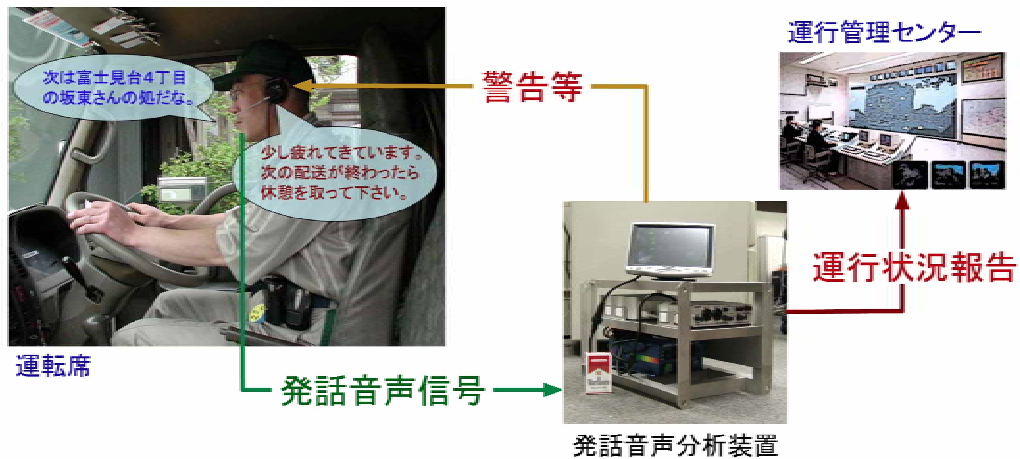 次は富士見台4丁目
の坂東さんの処だな。
少し疲れてきています。
次の配送が終わったら
休憩を取って下さい。
運転席
警告等
発話音声信号
発話音声分析装置
運行管理センター
運行状況報告